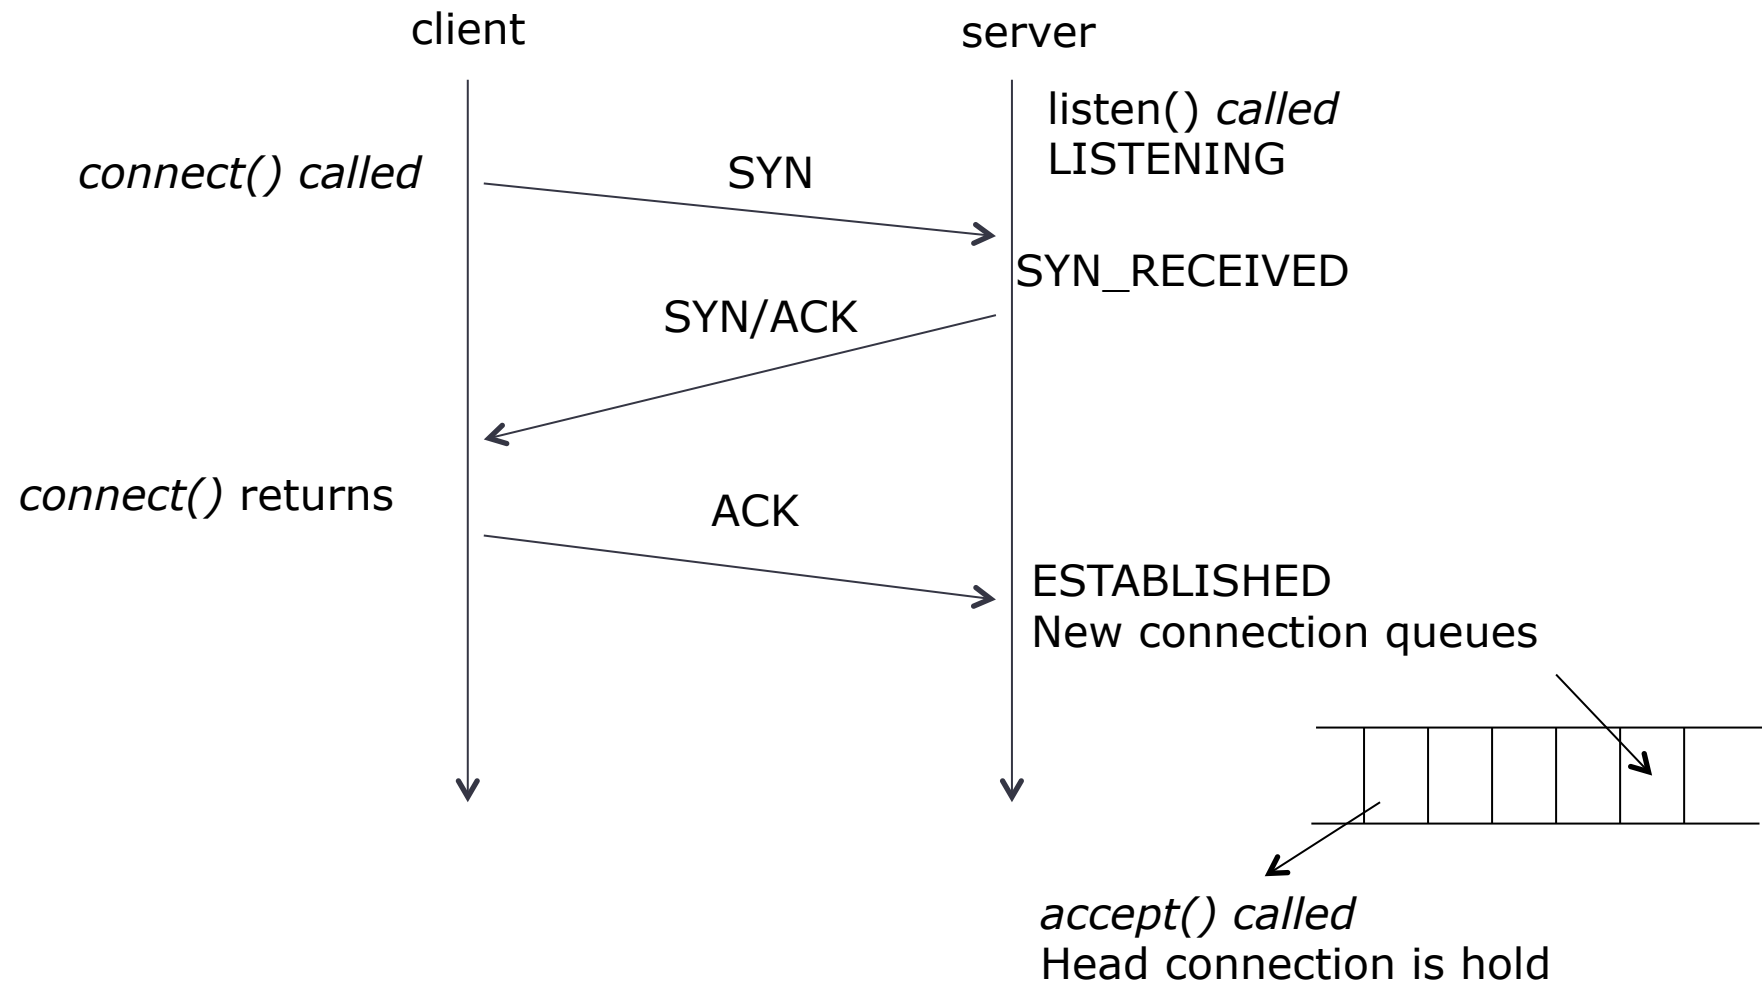 client
server
listen() called
LISTENING
connect() called
SYN
SYN_RECEIVED
SYN/ACK
connect() returns
ACK
ESTABLISHED
New connection queues
accept() called
Head connection is hold